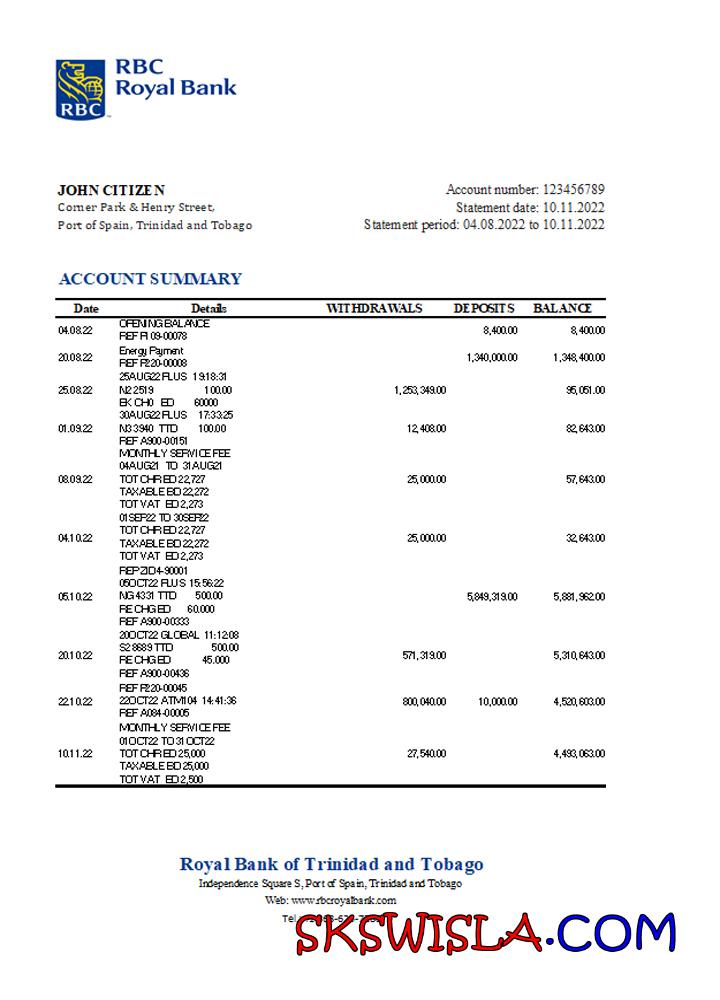 RBC
Royal Bank
RBC
JOHN CITIZEN
Corner Park & Henry Street,
Port of Spain, Trinidad and Tobago
Account number: 123456789
Statement date: 10.11.2022
Statement period: 04.08.2022 to 10.11.2022
ACCOUNT SUMMARY
Date Details WITHDRAWALS DEPOSITS BALANCE
OPENING BALANCE
04.08.22 8,400.00 8,400.00
REF F109-00078
Energy Payment
20.08.22 1,340,000.00 1,348,400.00
REF F220-00008
25AUG22 PLUS 19:18:31
25.08.22 N2 2519 100.00 1,253,349.00 95,051.00
EK CH0 ED 60000
30AUG22 PLUS 17:33:25
01.09.22 N3 3940 TTD 100.00 12,408.00 82,643.00
REF A900-00151
MONTHLY SERVICE FEE
04AUG21 TO 31AUG21
08.09.22 TOT CHR ED 22,727 25,000.00 57,643.00
TAXABLE BD 22,272
TOT VAT ED 2,273
01SEP22 TO 30SEP22
TOT CHR ED 22,727
04.10.22 25,000.00 32,643.00
TAXABLE BD 22,272
TOT VAT ED 2,273
REP ZID4-90001
05OCT22 PLUS 15:56:22
05.10.22 NG 4331 TTD 500.00 5,849,319.00 5,881,962.00
RE CHG ED 60.000
REF A900-00333
20OCT22 GLOBAL 11:12:08
S2 8689 TTD 500.00
20.10.22 571,319.00 5,310,643.00
RE CHG ED 45.000
REF A900-00436
REF F220-00045
22.10.22 22OCT22 ATM104 14:41:36 800,040.00 10,000.00 4,520,603.00
REF A084-00005
MONTHLY SERVICE FEE
01OCT22 TO 31OCT22
10.11.22 TOT CHR ED 25,000 27,540.00 4,493,063.00
TAXABLE BD 25,000
TOT VAT ED 2,500
Royal Bank of Trinidad and Tobago
Independence Square S, Port of Spain, Trinidad and Tobago
Web: www.rbcroyalbank.com
Tel.:
SKSWISLA.COM